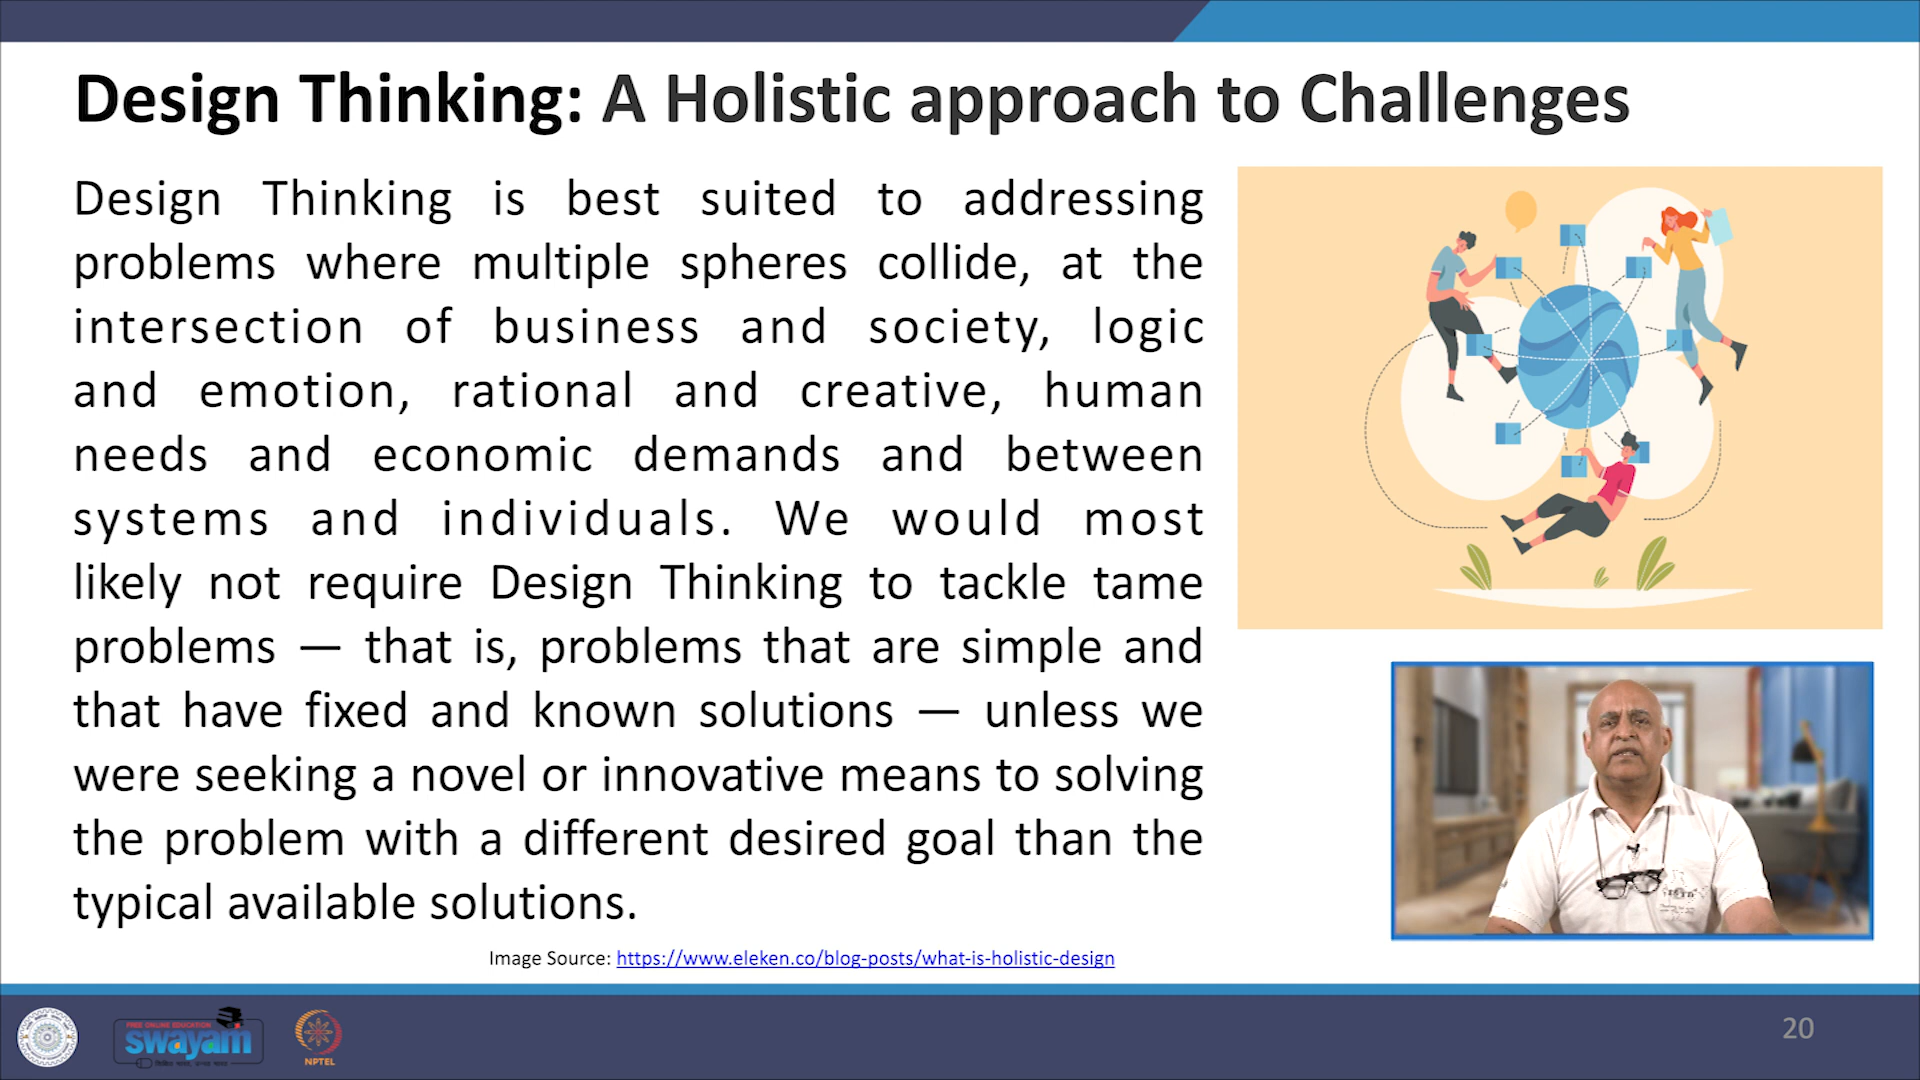 Design Thinking: A Holistic approach to Challenges
Design Thinking is best suited to addressing
problems where multiple spheres collide, at the
intersection of business and society, logic
and emotion, rational and creative, human
needs and economic demands and between
systems and individuals. We would most
likely not require Design Thinking to tackle tame
problems — that is, problems that are simple and
that have fixed and known solutions — unless we
were seeking a novel or innovative means to solving
the problem with a different desired goal than the
typical available solutions.
Image Source: https://www.eleken.co/blog-posts/what-is-holistic-design
FREE ONLINE EDUCATION
swayam
NPTEL
20